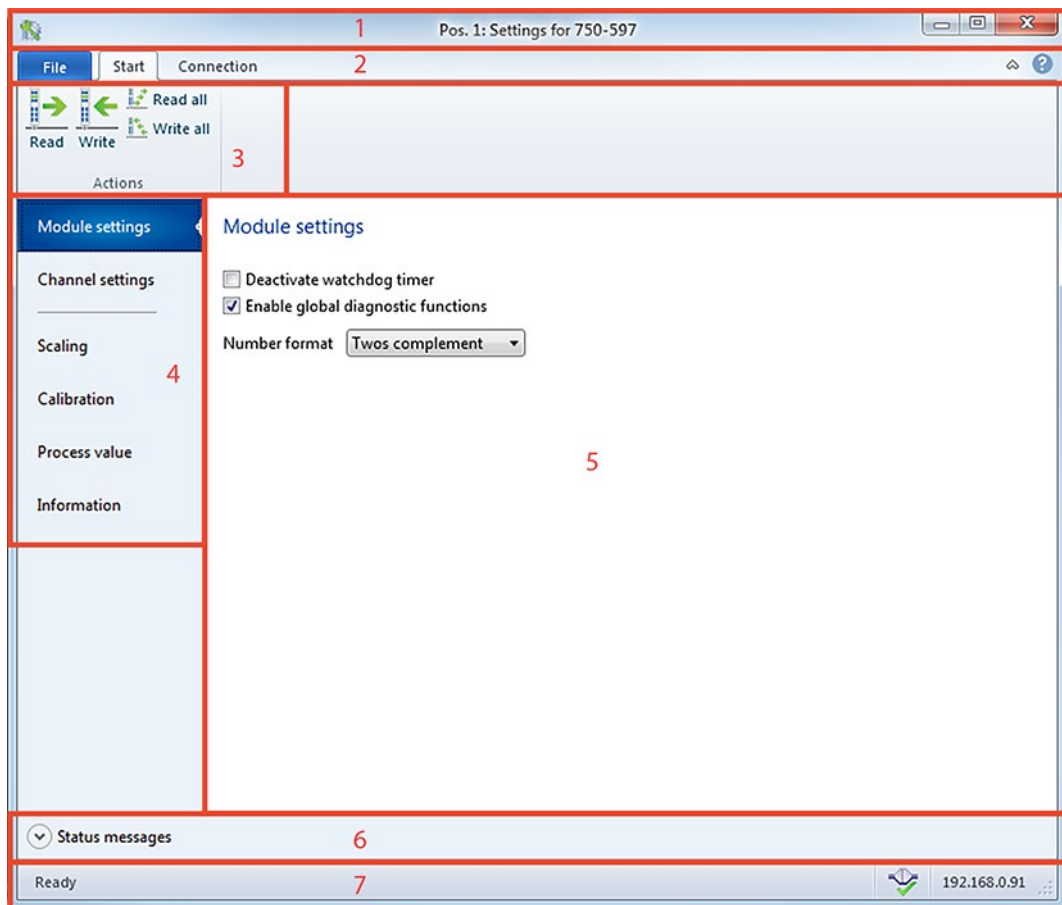 1
Pos. 1: Settings for 750-597
File Start Connection 2
Read Write Read all
Write all
3
Actions
Module settings
Channel settings
Scaling
4
Calibration
Process value
Information
Module settings
Deactivate watchdog timer
Enable global diagnostic functions
Number format Twos complement
5
Status messages 6
Ready 7 192.168.0.91